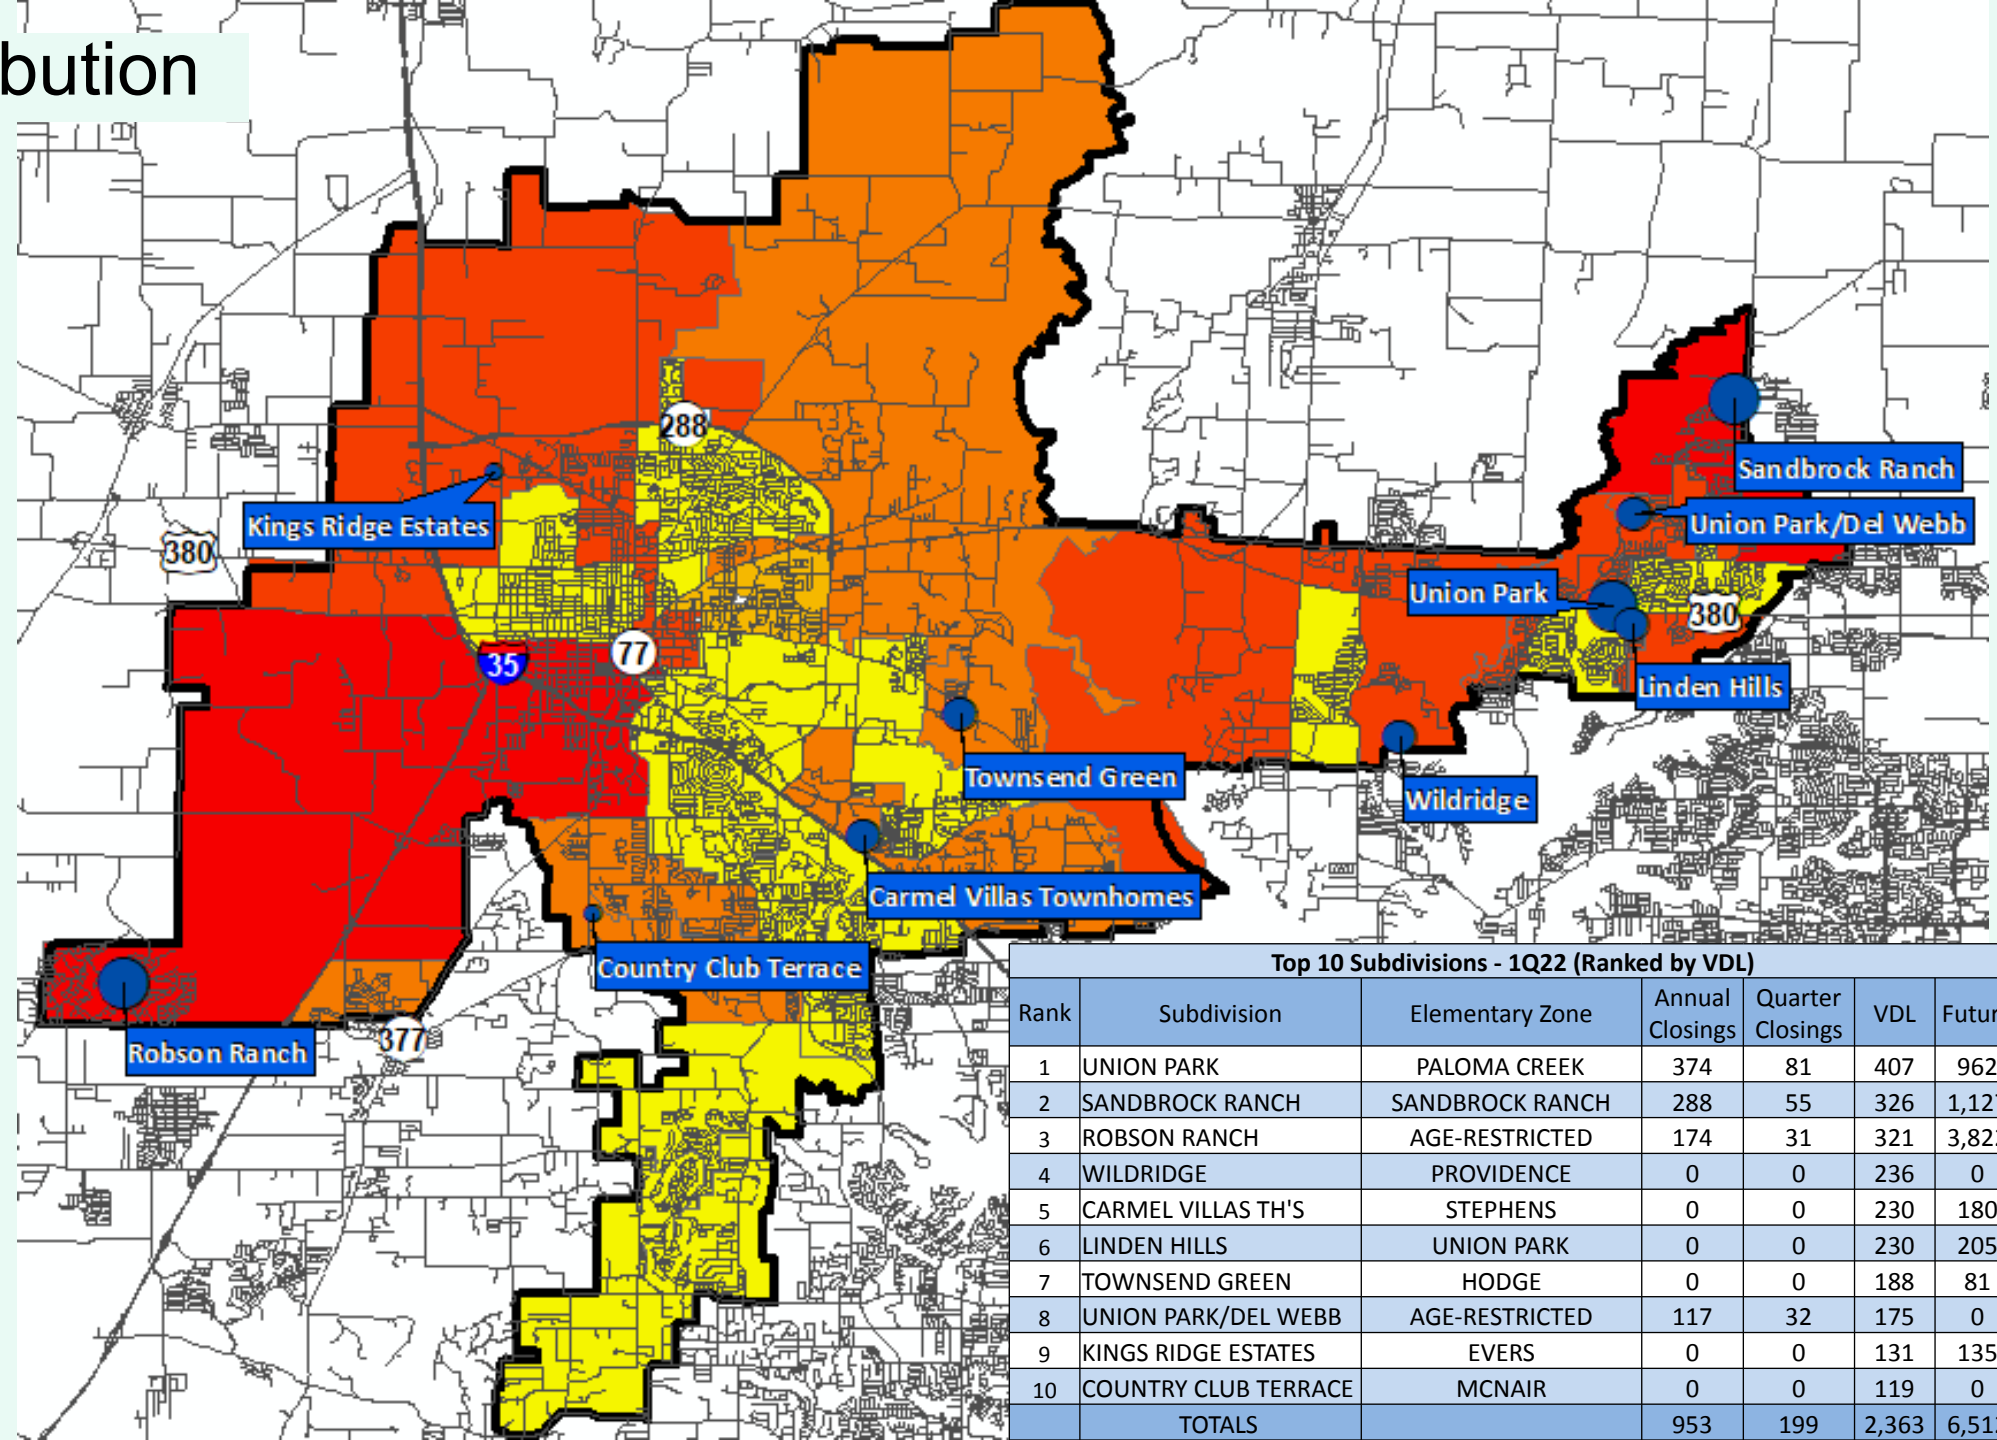 bution
288
Sandbrock Ranch
Kings Ridge Estates
Union Park/Del Webb
380
Union Park
380
77
35
Linden Hills
Townsend Green
Wildridge
Carmel Villas Townhomes
Country Club Terrace
Robson Ranch
377
Top 10 Subdivisions - 1Q22 (Ranked by VDL)
Rank Subdivision Elementary Zone Annual Closings Quarter Closings VDL Futur
1 UNION PARK PALOMA CREEK 374 81 407 962
2 SANDBROCK RANCH SANDBROCK RANCH 288 55 326 1,12
3 ROBSON RANCH AGE-RESTRICTED 174 31 321 3,82
4 WILDRIDGE PROVIDENCE 0 0 236 0
5 CARMEL VILLAS TH'S STEPHENS 0 0 230 180
6 LINDEN HILLS UNION PARK 0 0 230 205
7 TOWNSEND GREEN HODGE 0 0 188 81
8 UNION PARK/DEL WEBB AGE-RESTRICTED 117 32 175 0
9 KINGS RIDGE ESTATES EVERS 0 0 131 135
10 COUNTRY CLUB TERRACE MCNAIR 0 0 119 0
TOTALS 953 199 2,363 6,51